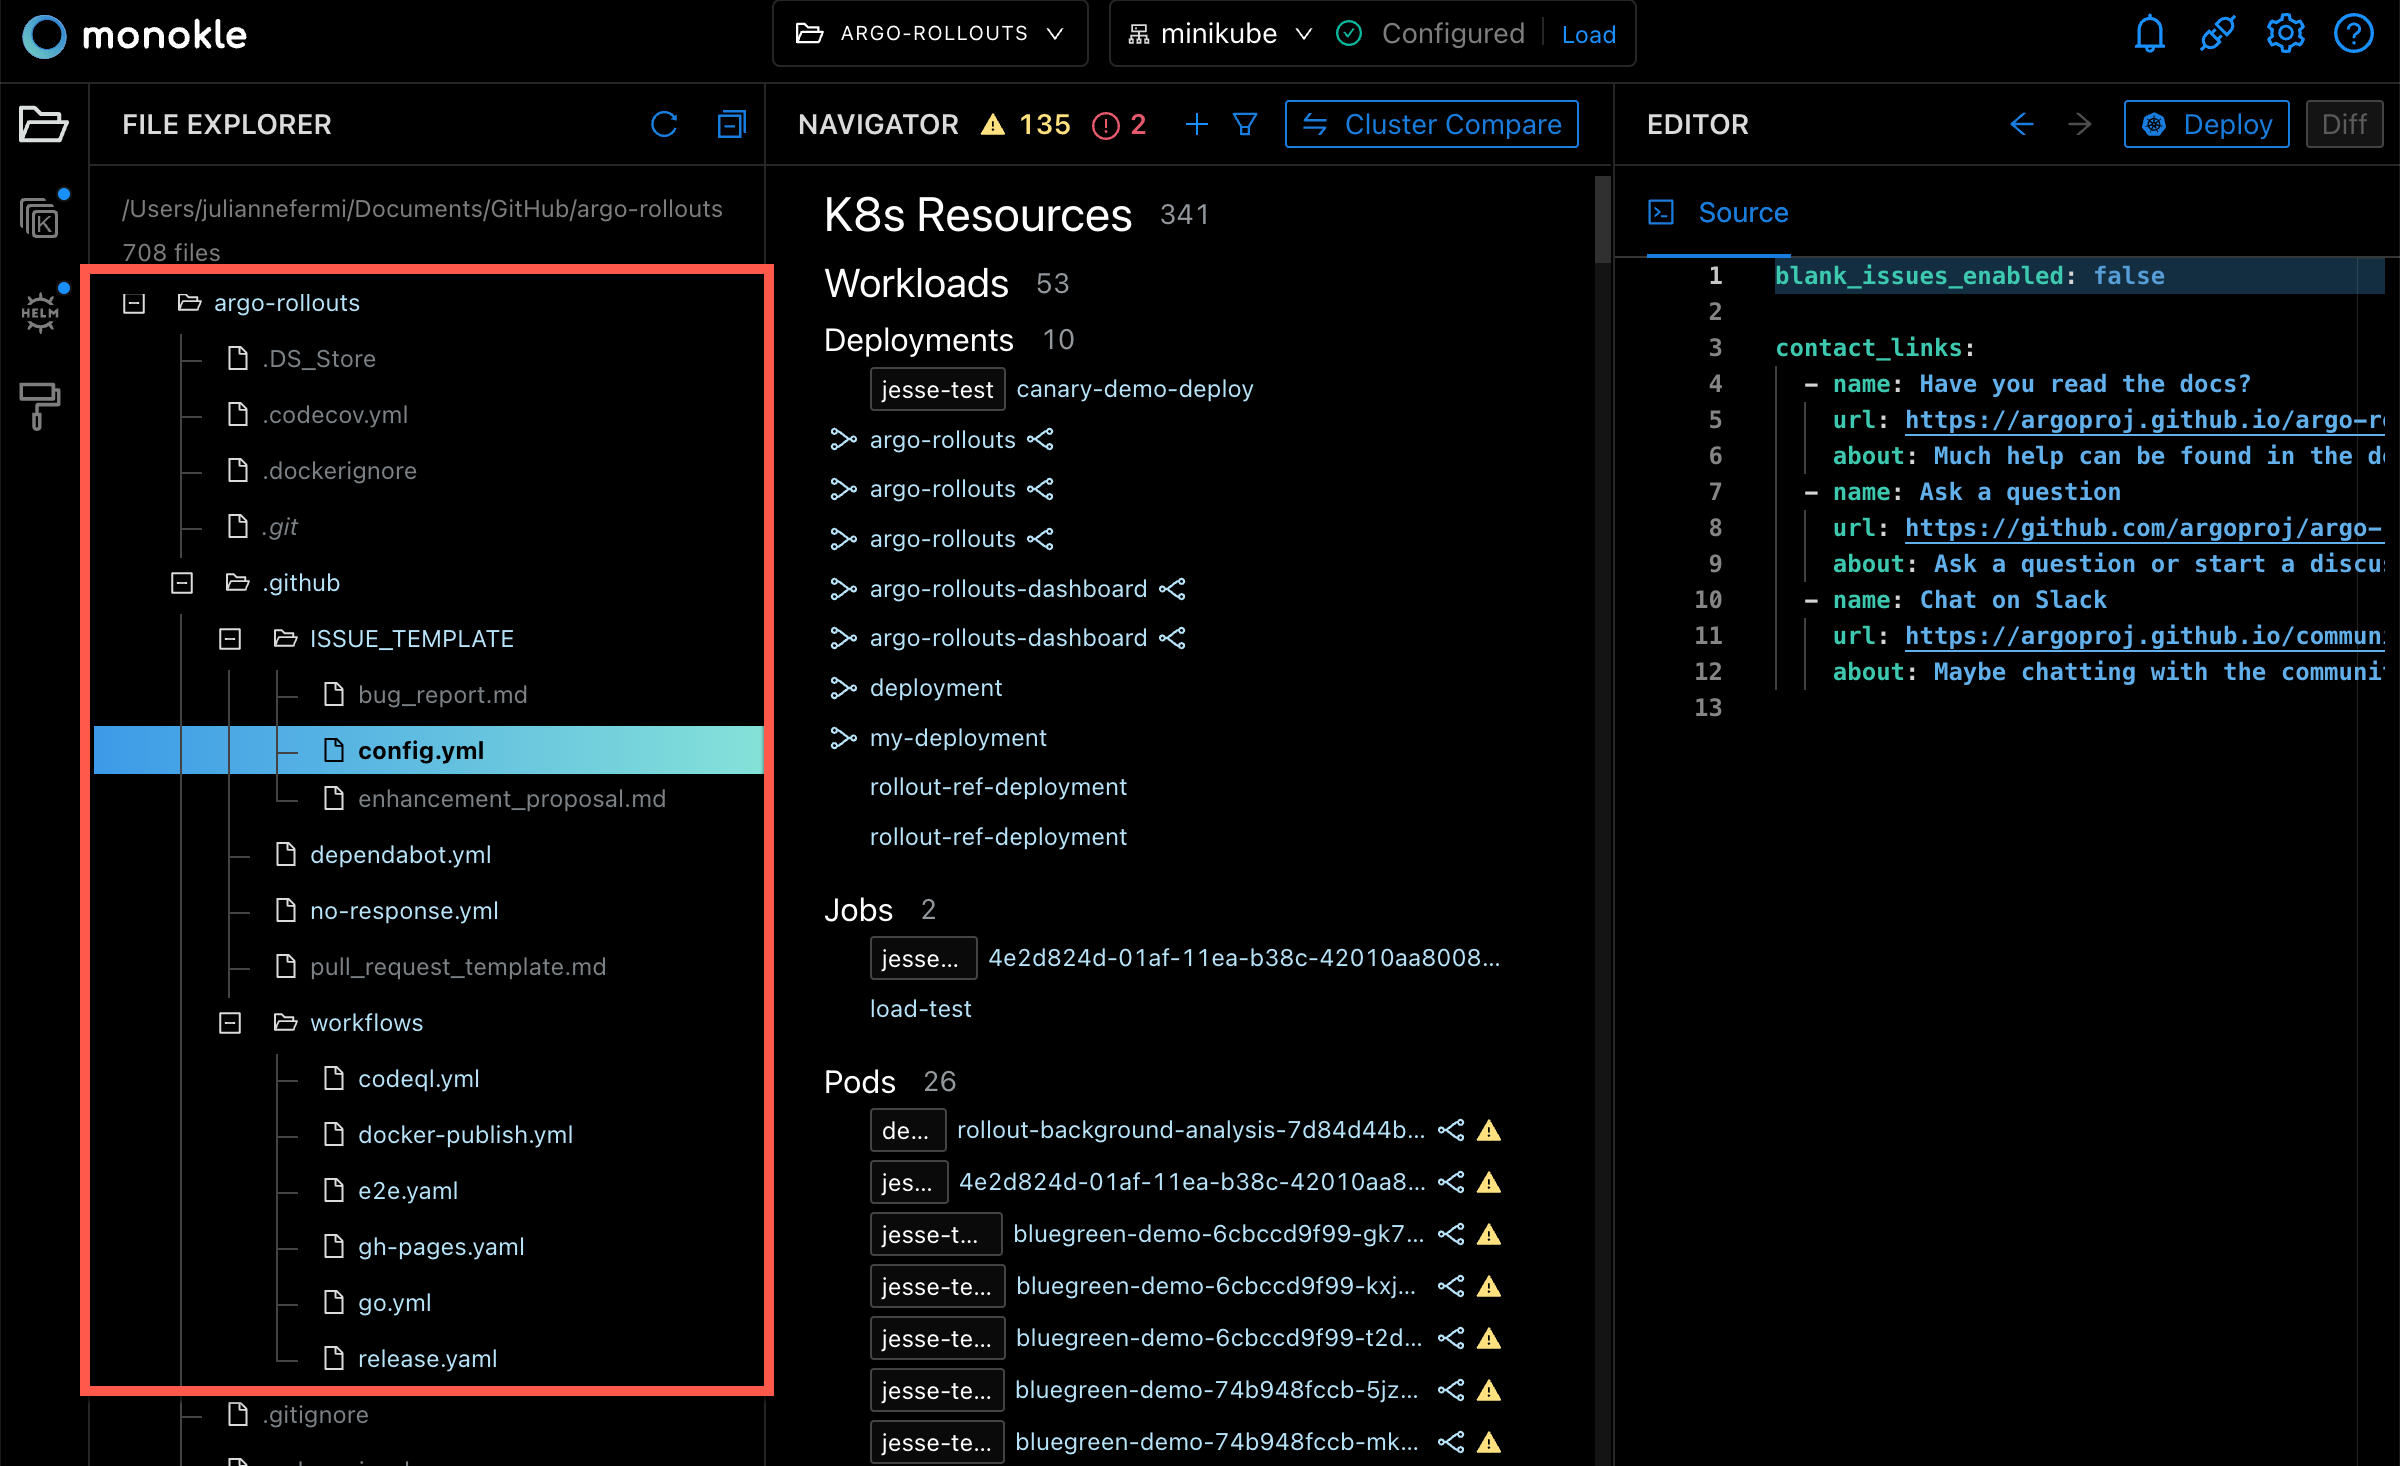 monokle
ARGO-ROLLOUTS
minikube
Configured
Load
FILE EXPLORER
/Users/juliannefermi/Documents/GitHub/argo-rollouts
708 files
argo-rollouts
.DS_Store
.codecov.yml
.dockerignore
.git
.github
ISSUE_TEMPLATE
bug_report.md
config.yml
enhancement_proposal.md
dependabot.yml
no-response.yml
pull_request_template.md
workflows
codeql.yml
docker-publish.yml
e2e.yaml
gh-pages.yaml
go.yml
release.yaml
.gitignore
K
HELM
NAVIGATOR 135 2
Cluster Compare
K8s Resources 341
Workloads 53
Deployments 10
jesse-test canary-demo-deploy
argo-rollouts
argo-rollouts
argo-rollouts
argo-rollouts-dashboard
argo-rollouts-dashboard
deployment
my-deployment
rollout-ref-deployment
rollout-ref-deployment
Jobs 2
jesse... 4e2d824d-01af-11ea-b38c-42010aa8008...
load-test
Pods 26
de... rollout-background-analysis-7d84d44b...
jes... 4e2d824d-01af-11ea-b38c-42010aa8...
jesse-t... bluegreen-demo-6cbccd9f99-gk7...
jesse-te... bluegreen-demo-6cbccd9f99-kxj...
jesse-te... bluegreen-demo-6cbccd9f99-t2d...
jesse-te... bluegreen-demo-74b948fccb-5jz...
jesse-te... bluegreen-demo-74b948fccb-mk...
EDITOR
Deploy
Diff
Source
1 blank_issues_enabled: false
2
3 contact_links:
4 - name: Have you read the docs?
5 url: https://argoproj.github.io/argo-r
6 about: Much help can be found in the d
7 - name: Ask a question
8 url: https://github.com/argoproj/argo-
9 about: Ask a question or start a discu
10 - name: Chat on Slack
11 url: https://argoproj.github.io/commun
12 about: Maybe chatting with the communi
13